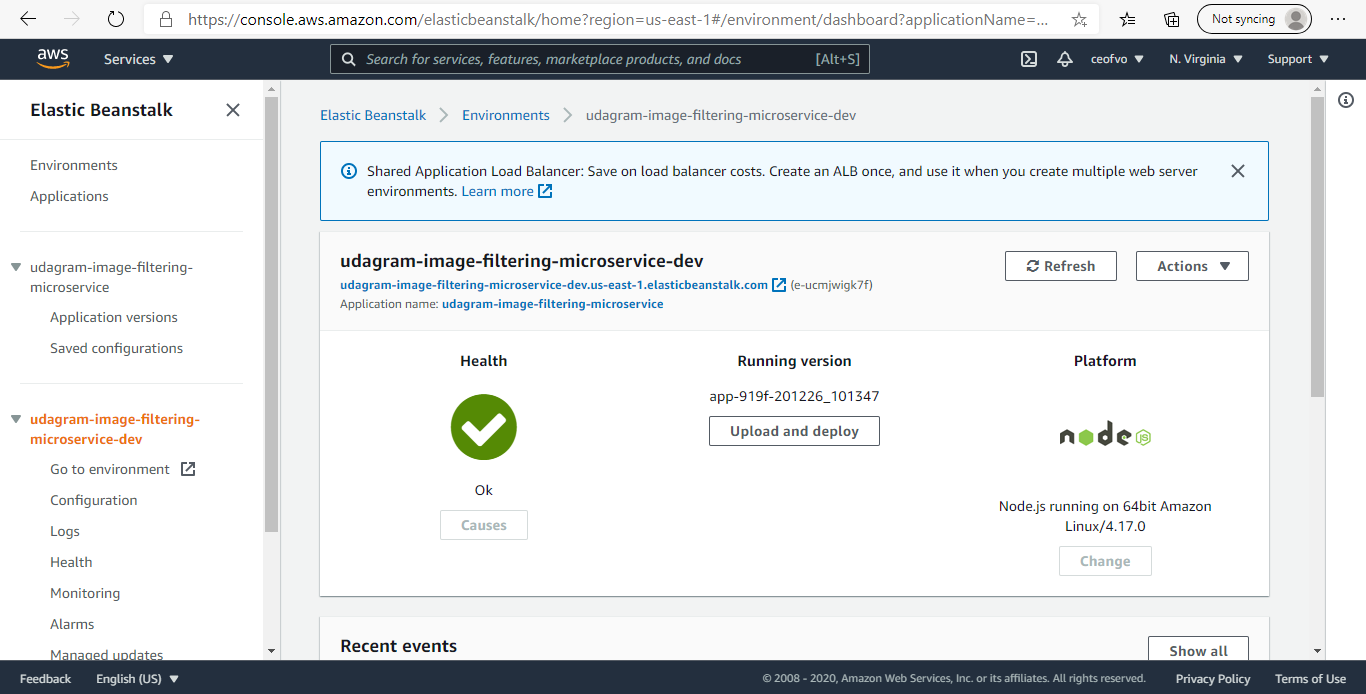 https://console.aws.amazon.com/elasticbeanstalk/home?region=us-east-1#/environment/dashboard?applicationName=...
Not syncing
aws
Services
Search for services, features, marketplace products, and docs
[Alt+S]
ceofvo
N. Virginia
Support
Elastic Beanstalk
Environments
Applications
udagram-image-filtering-
microservice
Application versions
Saved configurations
udagram-image-filtering-
microservice-dev
Go to environment
Configuration
Logs
Health
Monitoring
Alarms
Managed updates
Elastic Beanstalk
Environments
udagram-image-filtering-microservice-dev
Shared Application Load Balancer: Save on load balancer costs. Create an ALB once, and use it when you create multiple web server
environments. Learn more
udagram-image-filtering-microservice-dev
udagram-image-filtering-microservice-dev.us-east-1.elasticbeanstalk.com (e-ucmjwigk7f)
Application name: udagram-image-filtering-microservice
Refresh
Actions
Health
Ok
Causes
Running version
app-919f-201226_101347
Upload and deploy
Platform
node JS
Node.js running on 64bit Amazon
Linux/4.17.0
Change
Recent events
Show all
Feedback
English (US)
© 2008 - 2020, Amazon Web Services, Inc. or its affiliates. All rights reserved.
Privacy Policy
Terms of Use